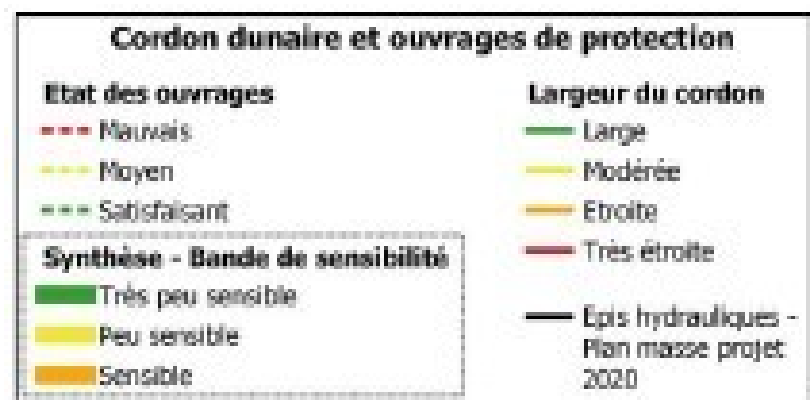 Cordon dunaire et ouvrages de protection
Etat des ouvrages
Mauvais
Moyen
Satisfaisant
Synthèse - Bande de sensibilité
Très peu sensible
Peu sensible
Sensible
Largeur du cordon
Large
Modérée
Etroite
Très étroite
Epis hydrauliques -
Plan masse projet
2020